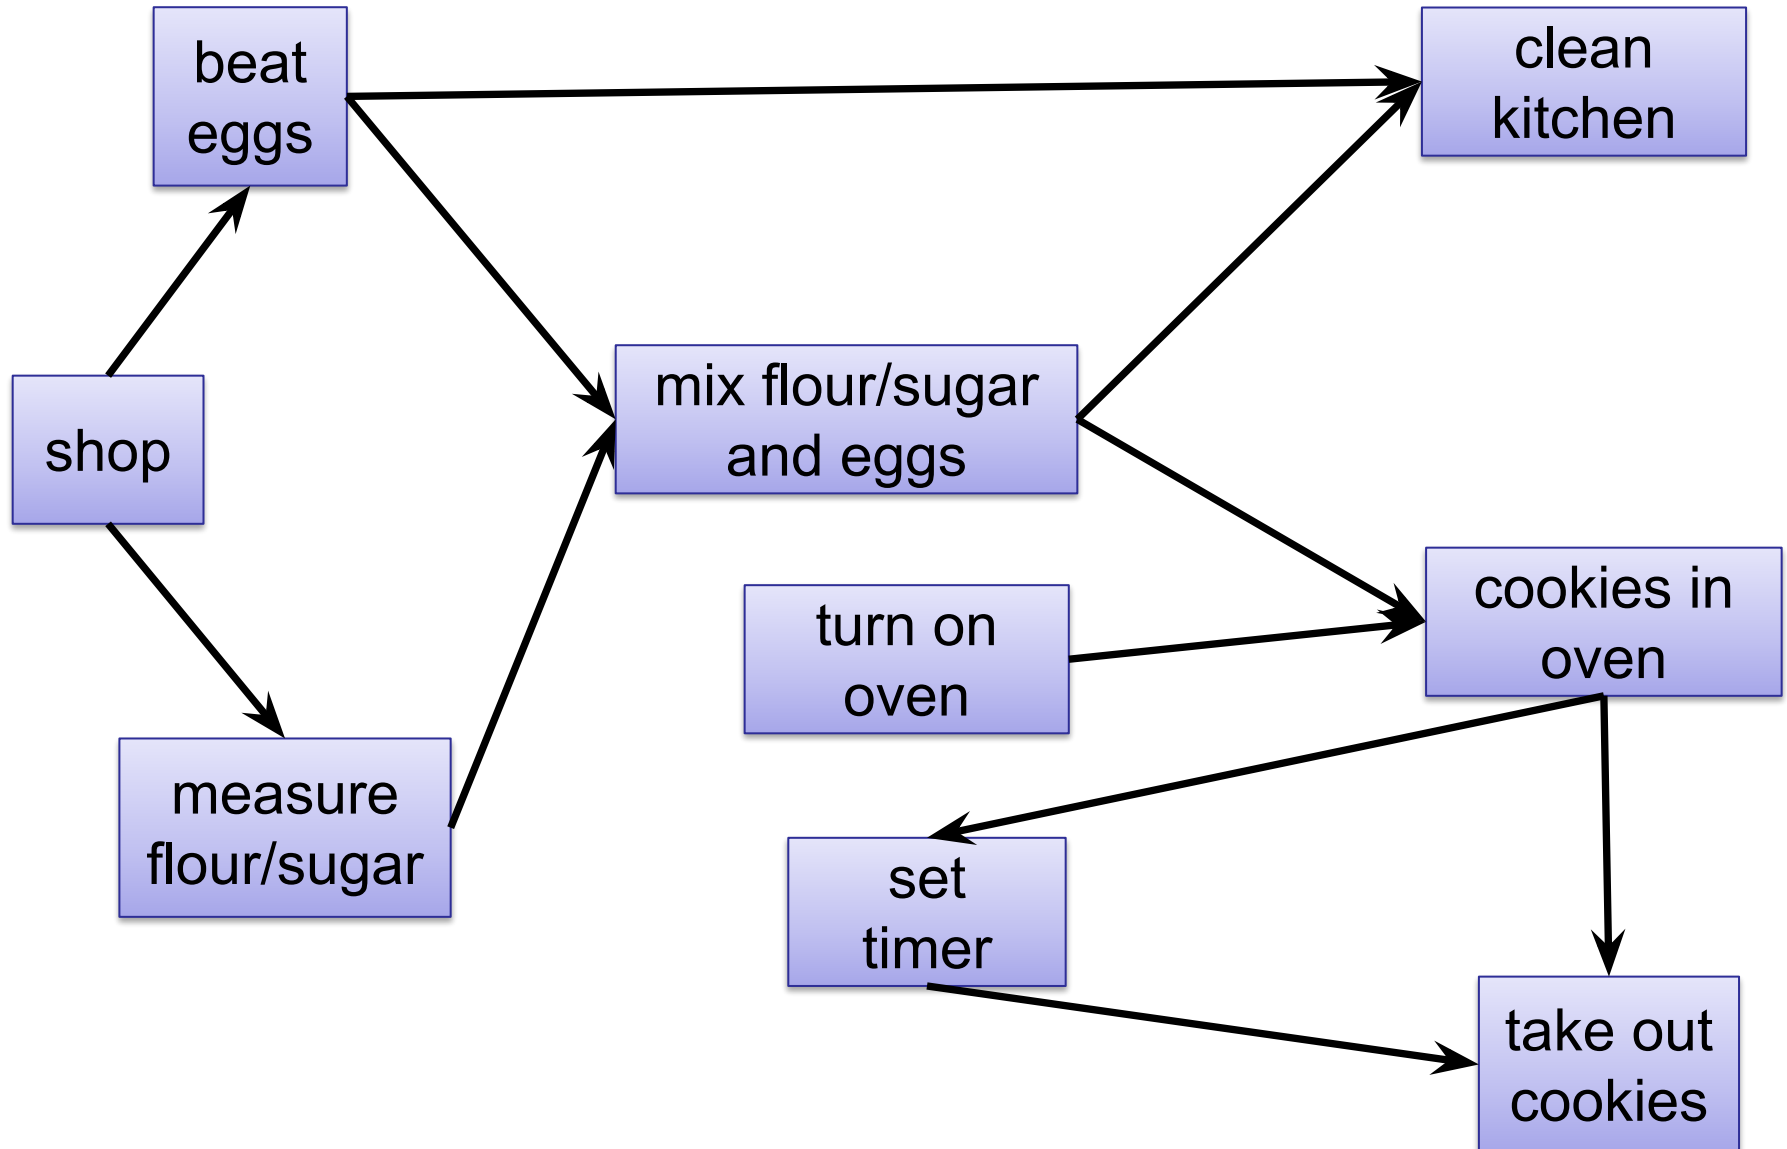 beat
eggs
clean
kitchen
shop
mix flour/sugar
and eggs
turn on
oven
cookies in
oven
measure
flour/sugar
set
timer
take out
cookies